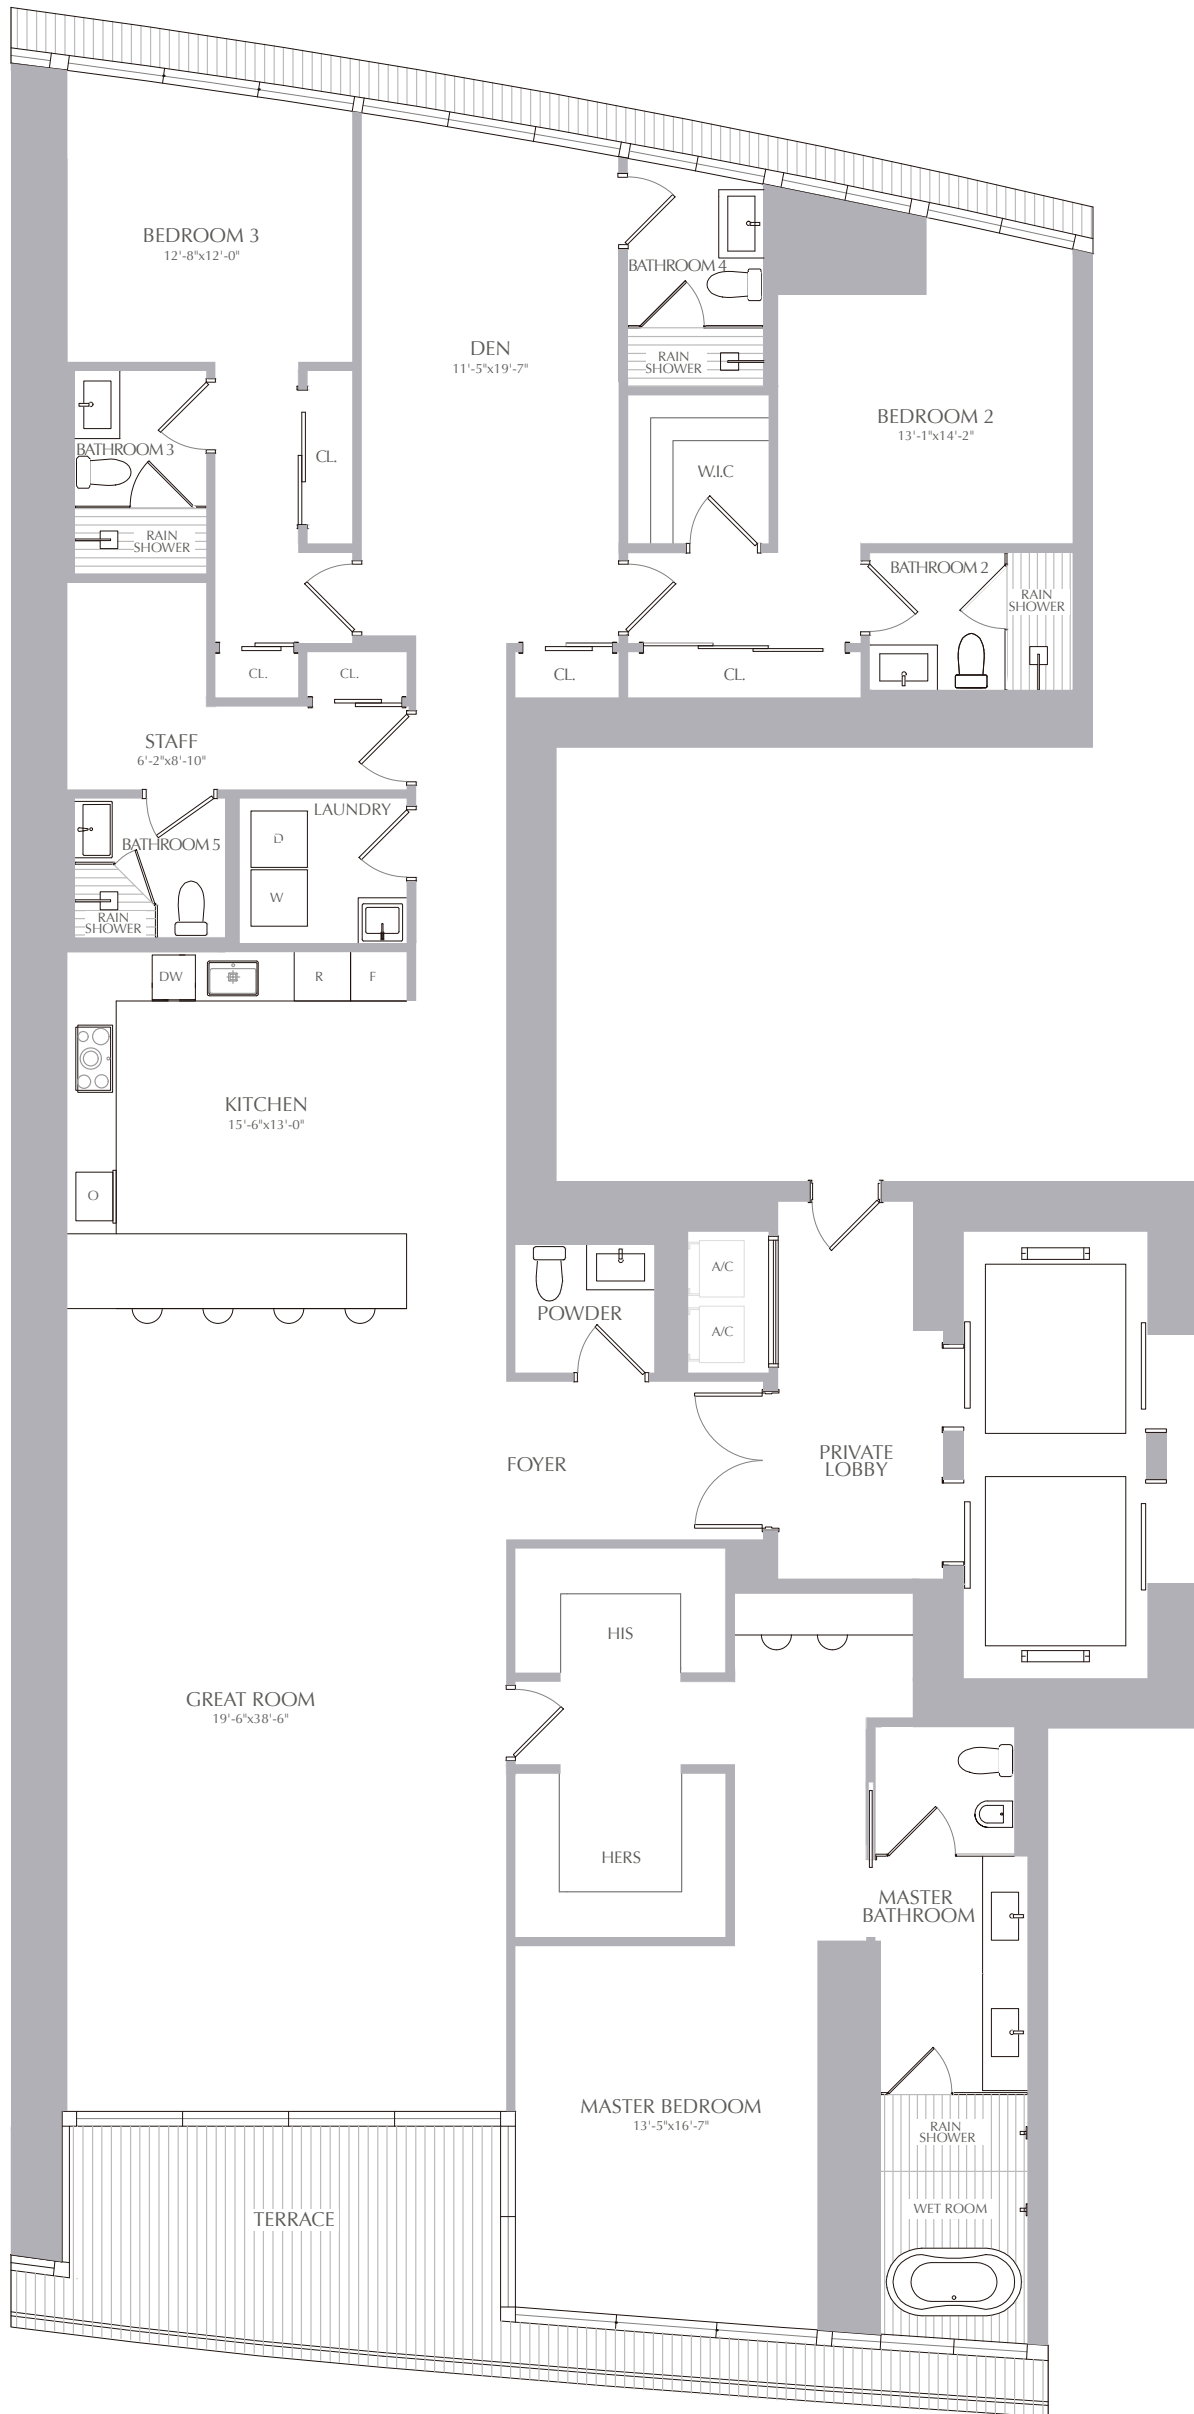 BEDROOM 3
12'-8"x12'-0"
BATHROOM 4
DEN
11'-5"x19'-7"
RAIN
SHOWER
BEDROOM 2
13'-1"x14'-2"
BATHROOM 3
CL.
W.I.C
RAIN
SHOWER
BATHROOM 2
RAIN
SHOWER
CL.
CL.
CL.
CL.
STAFF
6'-2"x8'-10"
LAUNDRY
D
BATHROOM 5
W
RAIN
SHOWER
DW
R
F
KITCHEN
15'-6"x13'-0"
O
A/C
POWDER
A/C
FOYER
PRIVATE
LOBBY
HIS
GREAT ROOM
19'-6"x38'-6"
HERS
MASTER
BATHROOM
MASTER BEDROOM
13'-5"x16'-7"
RAIN
SHOWER
WET ROOM
TERRACE